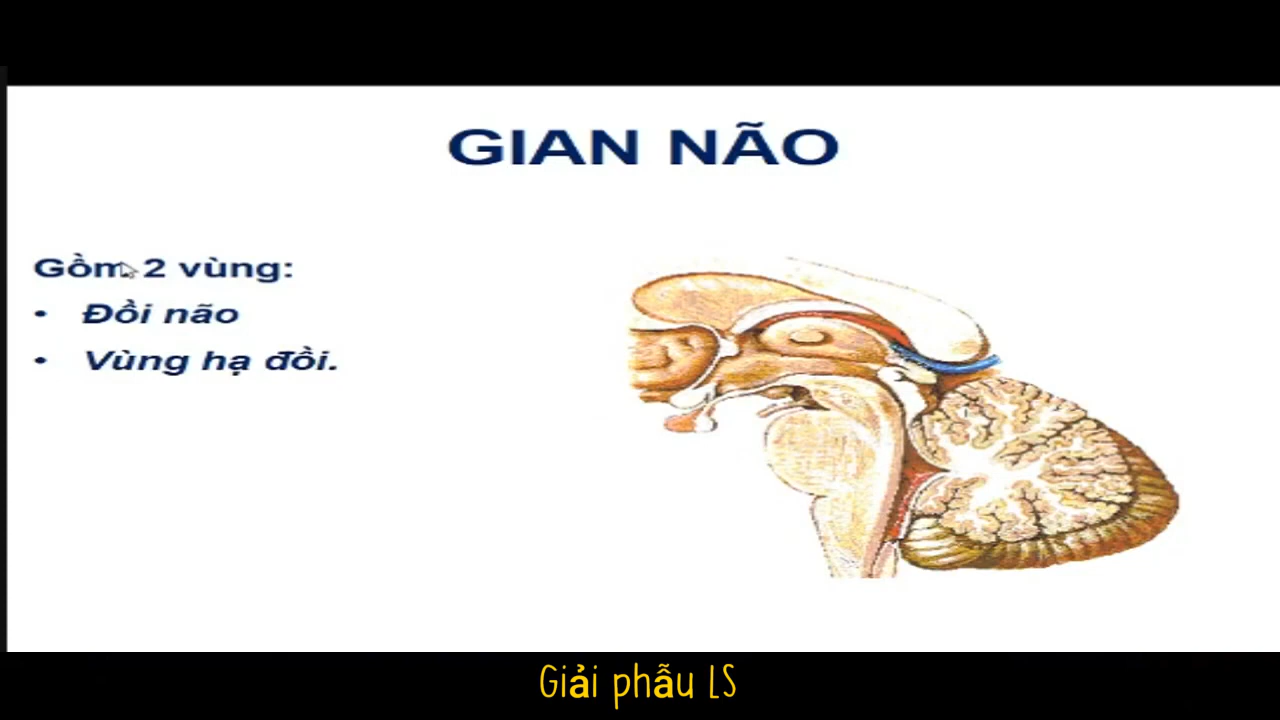 GIAN NÃO
Gồm 2 vùng:
• Đồi não
• Vùng hạ đồi.
Giải phẫu LS